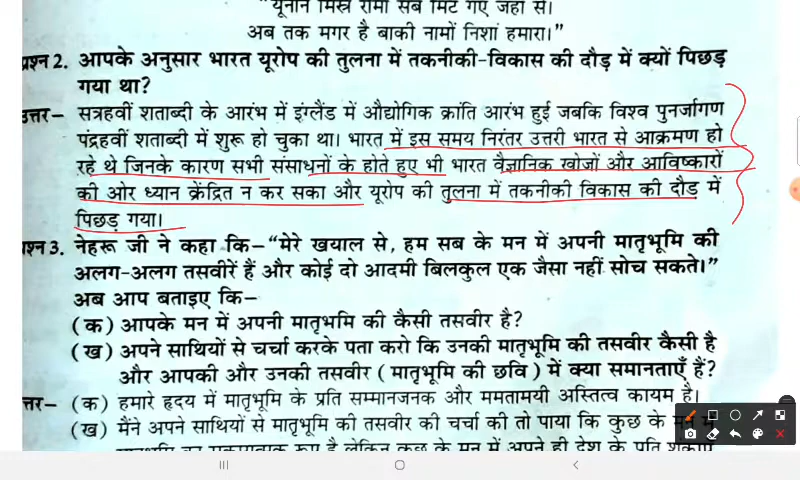 "यूनान मिस्र रोमा सब मिट गए जहाँ से।
अब तक मगर है बाकी नामों निशां हमारा।"
प्रश्न 2. आपके अनुसार भारत यूरोप की तुलना में तकनीकी-विकास की दौड़ में क्यों पिछड़
गया था?
उत्तर– सत्रहवीं शताब्दी के आरंभ में इंग्लैंड में औद्योगिक क्रांति आरंभ हुई जबकि विश्व पुनर्जागण
पंद्रहवीं शताब्दी में शुरू हो चुका था। भारत में इस समय निरंतर उत्तरी भारत से आक्रमण हो
रहे थे जिनके कारण सभी संसाधनों के होते हुए भी भारत वैज्ञानिक खोजों और आविष्कारों
की ओर ध्यान क्रेंद्रित न कर सका और यूरोप की तुलना में तकनीकी विकास की दौड़ में
पिछड़ गया।
प्रश्न 3. नेहरू जी ने कहा कि–"मेरे खयाल से, हम सब के मन में अपनी मातृभूमि की
अलग-अलग तसवीरें हैं और कोई दो आदमी बिलकुल एक जैसा नहीं सोच सकते।"
अब आप बताइए कि–
(क) आपके मन में अपनी मातृभमि की कैसी तसवीर है?
(ख) अपने साथियों से चर्चा करके पता करो कि उनकी मातृभूमि की तसवीर कैसी है
और आपकी और उनकी तसवीर (मातृभूमि की छवि) में क्या समानताएँ हैं?
उत्तर– (क) हमारे हृदय में मातृभूमि के प्रति सम्मानजनक और ममतामयी अस्तित्व कायम है।
(ख) मैंने अपने साथियों से मातृभूमि की तसवीर की चर्चा की तो पाया कि कुछ के मन में
है लेकिन कुछ के मन में अपने ही देश के प्रति